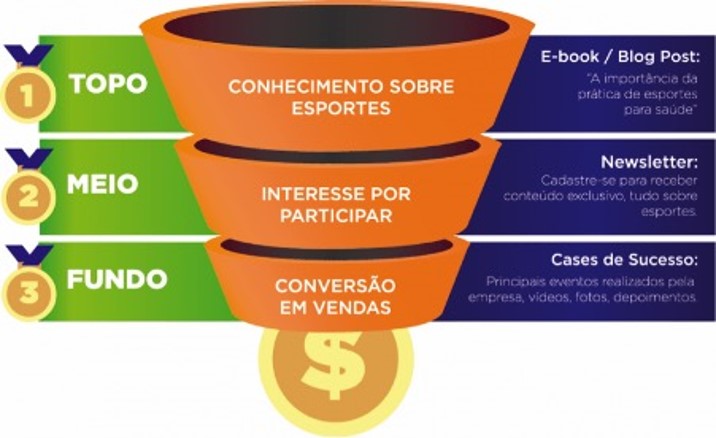 1
TOPO
CONHECIMENTO SOBRE
ESPORTES
E-book / Blog Post:
"A importância da
prática de esportes
para saúde"
2
MEIO
INTERESSE POR
PARTICIPAR
Newsletter:
Cadastre-se para receber
conteúdo exclusivo, tudo sobre
esportes.
3
FUNDO
CONVERSÃO
EM VENDAS
Cases de Sucesso:
Principais eventos realizados pela
empresa, vídeos, fotos, depoimentos.
$